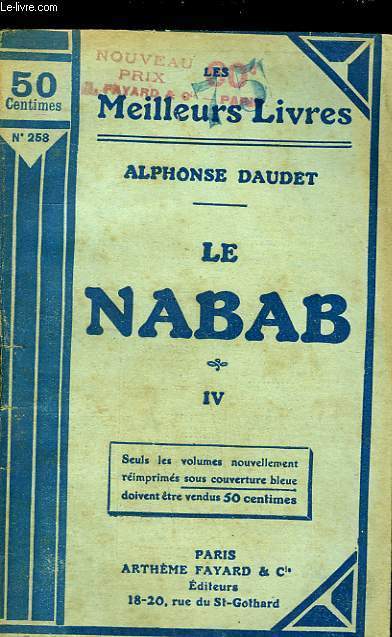 Le-livre.com
50
Centimes
N° 258
NOUVEAU
PRIX
FAYARD & Cie - PARIS
LES
Meilleurs Livres
ALPHONSE DAUDET
LE
NABAB
IV
Seuls les volumes nouvellement
réimprimés sous couverture bleue
doivent être vendus 50 centimes
PARIS
ARTHÈME FAYARD & Cie
Éditeurs
18-20, rue du St-Gothard